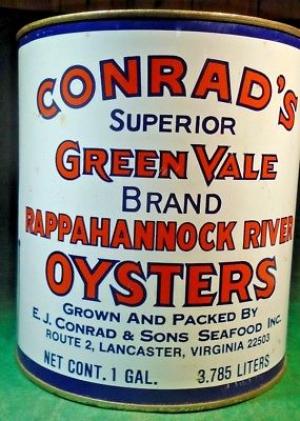 CONRAD'S
SUPERIOR
GREEN VALE
BRAND
RAPPAHANNOCK RIVER
OYSTERS
GROWN AND PACKED BY
E. J. CONRAD & SONS SEAFOOD INC.
ROUTE 2, LANCASTER, VIRGINIA 22503
NET CONT. 1 GAL. 3.785 LITERS